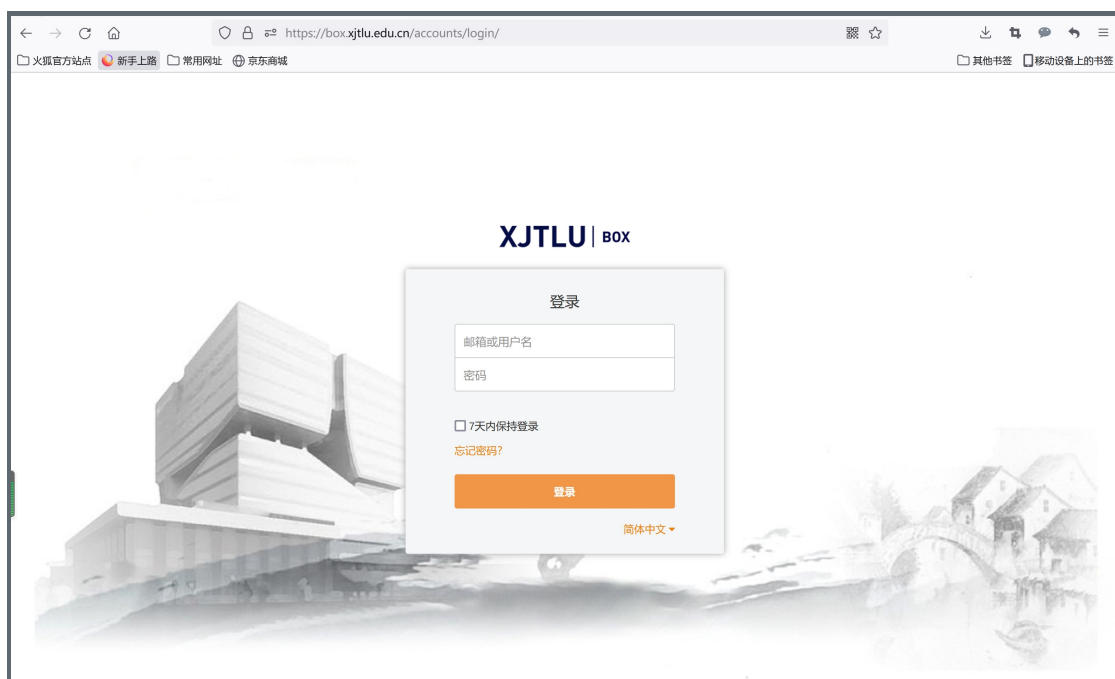 https://box.xjtlu.edu.cn/accounts/login/
火狐官方站点 新手上路 常用网址 京东商城 其他书签 移动设备上的书签
XJTLU | BOX
登录
邮箱或用户名
密码
7天内保持登录
忘记密码?
登录
简体中文